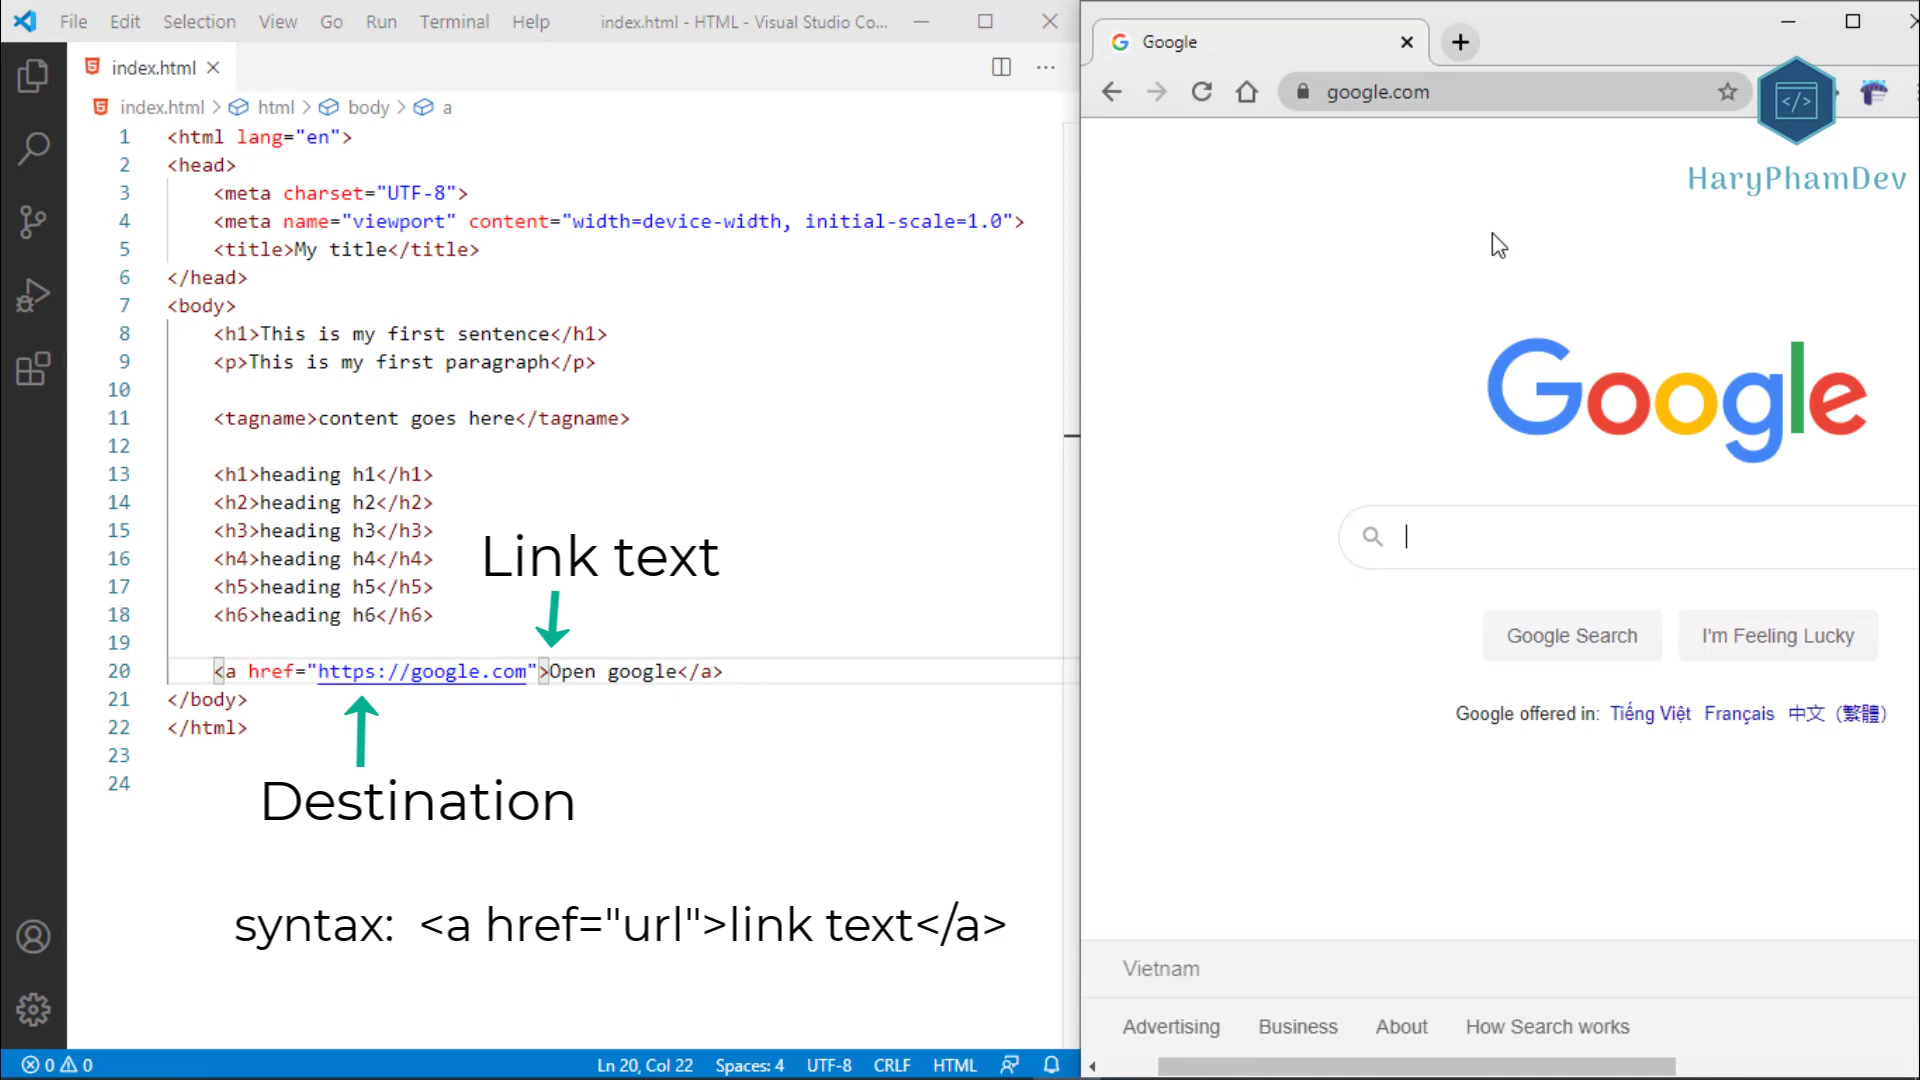 File Edit Selection View Go Run Terminal Help index.html - HTML - Visual Studio Co...
index.html
index.html > html > body > a
1 <html lang="en">
2 <head>
3 <meta charset="UTF-8">
4 <meta name="viewport" content="width=device-width, initial-scale=1.0">
5 <title>My title</title>
6 </head>
7 <body>
8 <h1>This is my first sentence</h1>
9 <p>This is my first paragraph</p>
10
11 <tagname>content goes here</tagname>
12
13 <h1>heading h1</h1>
14 <h2>heading h2</h2>
15 <h3>heading h3</h3>
16 <h4>heading h4</h4>
17 <h5>heading h5</h5>
18 <h6>heading h6</h6>
19
Link text
20 <a href="https://google.com">Open google</a>
21 </body>
22 </html>
23
24
Destination
syntax: <a href="url">link text</a>
0 0 Ln 20, Col 22 Spaces: 4 UTF-8 CRLF HTML
Google
google.com
</>
HaryPhamDev
Google
Google Search I'm Feeling Lucky
Google offered in: Tiếng Việt Français 中文 (繁體)
Vietnam
Advertising Business About How Search works